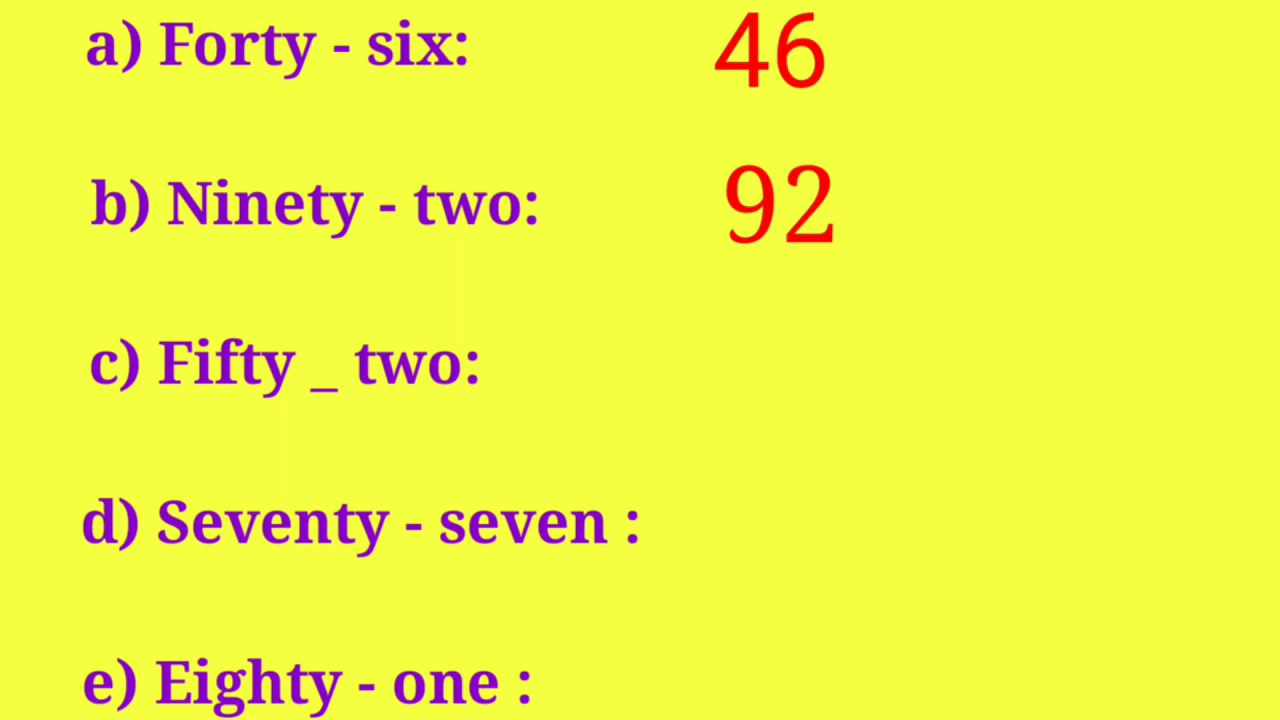 a) Forty - six: 46
b) Ninety - two: 92
c) Fifty _ two:
d) Seventy - seven :
e) Eighty - one :